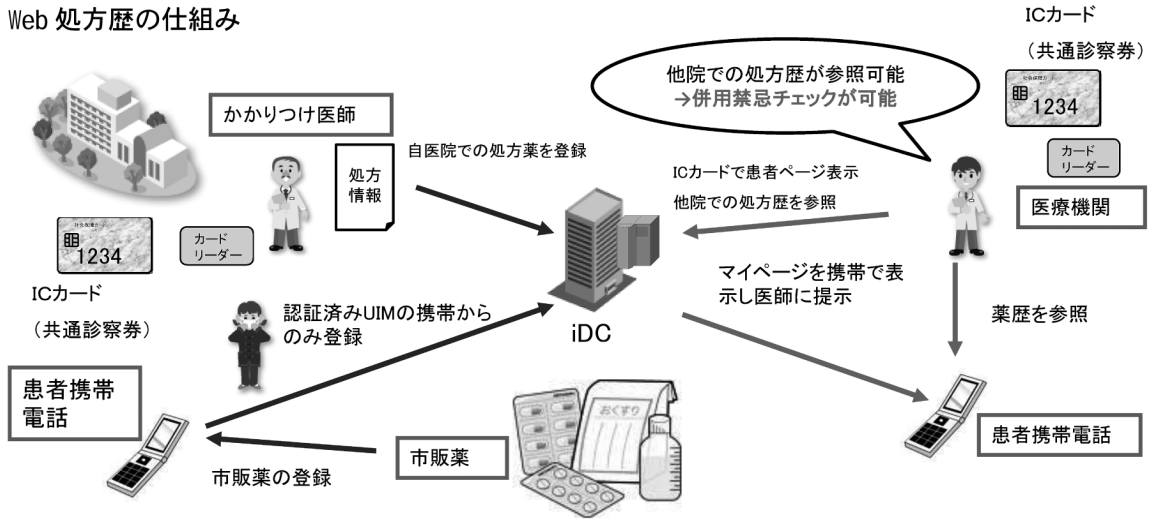 Web 処方歴の仕組み
ICカード
（共通診察券）
1234
カード
リーダー
医療機関
他院での処方歴が参照可能
→併用禁忌チェックが可能
かかりつけ医師
処方
情報
自医院での処方薬を登録
ICカードで患者ページ表示
他院での処方歴を参照
1234
カード
リーダー
ICカード
（共通診察券）
認証済みUIMの携帯から
のみ登録
iDC
マイページを携帯で表
示し医師に提示
薬歴を参照
患者携帯
電話
市販薬の登録
市販薬
おくすり
患者携帯電話